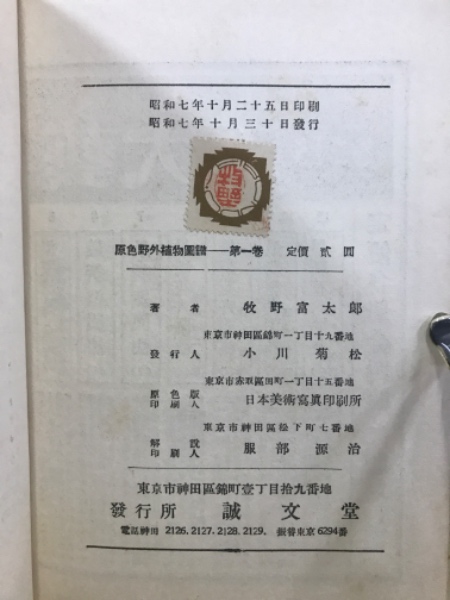 昭和七年十月二十五日印刷
昭和七年十月三十日發行
牧野
原色野外植物圖譜──第一卷 定價 貳圓
著者 牧野富太郎
東京市神田區錦町一丁目十九番地
發行人 小川菊松
東京市赤坂區田町一丁目十五番地
原色版印刷人 日本美術寫眞印刷所
東京市神田區松下町七番地
解說印刷人 服部源治
東京市神田區錦町壹丁目拾九番地
發行所 誠文堂
電話神田 2126. 2127. 2128. 2129. 振替東京 6294番